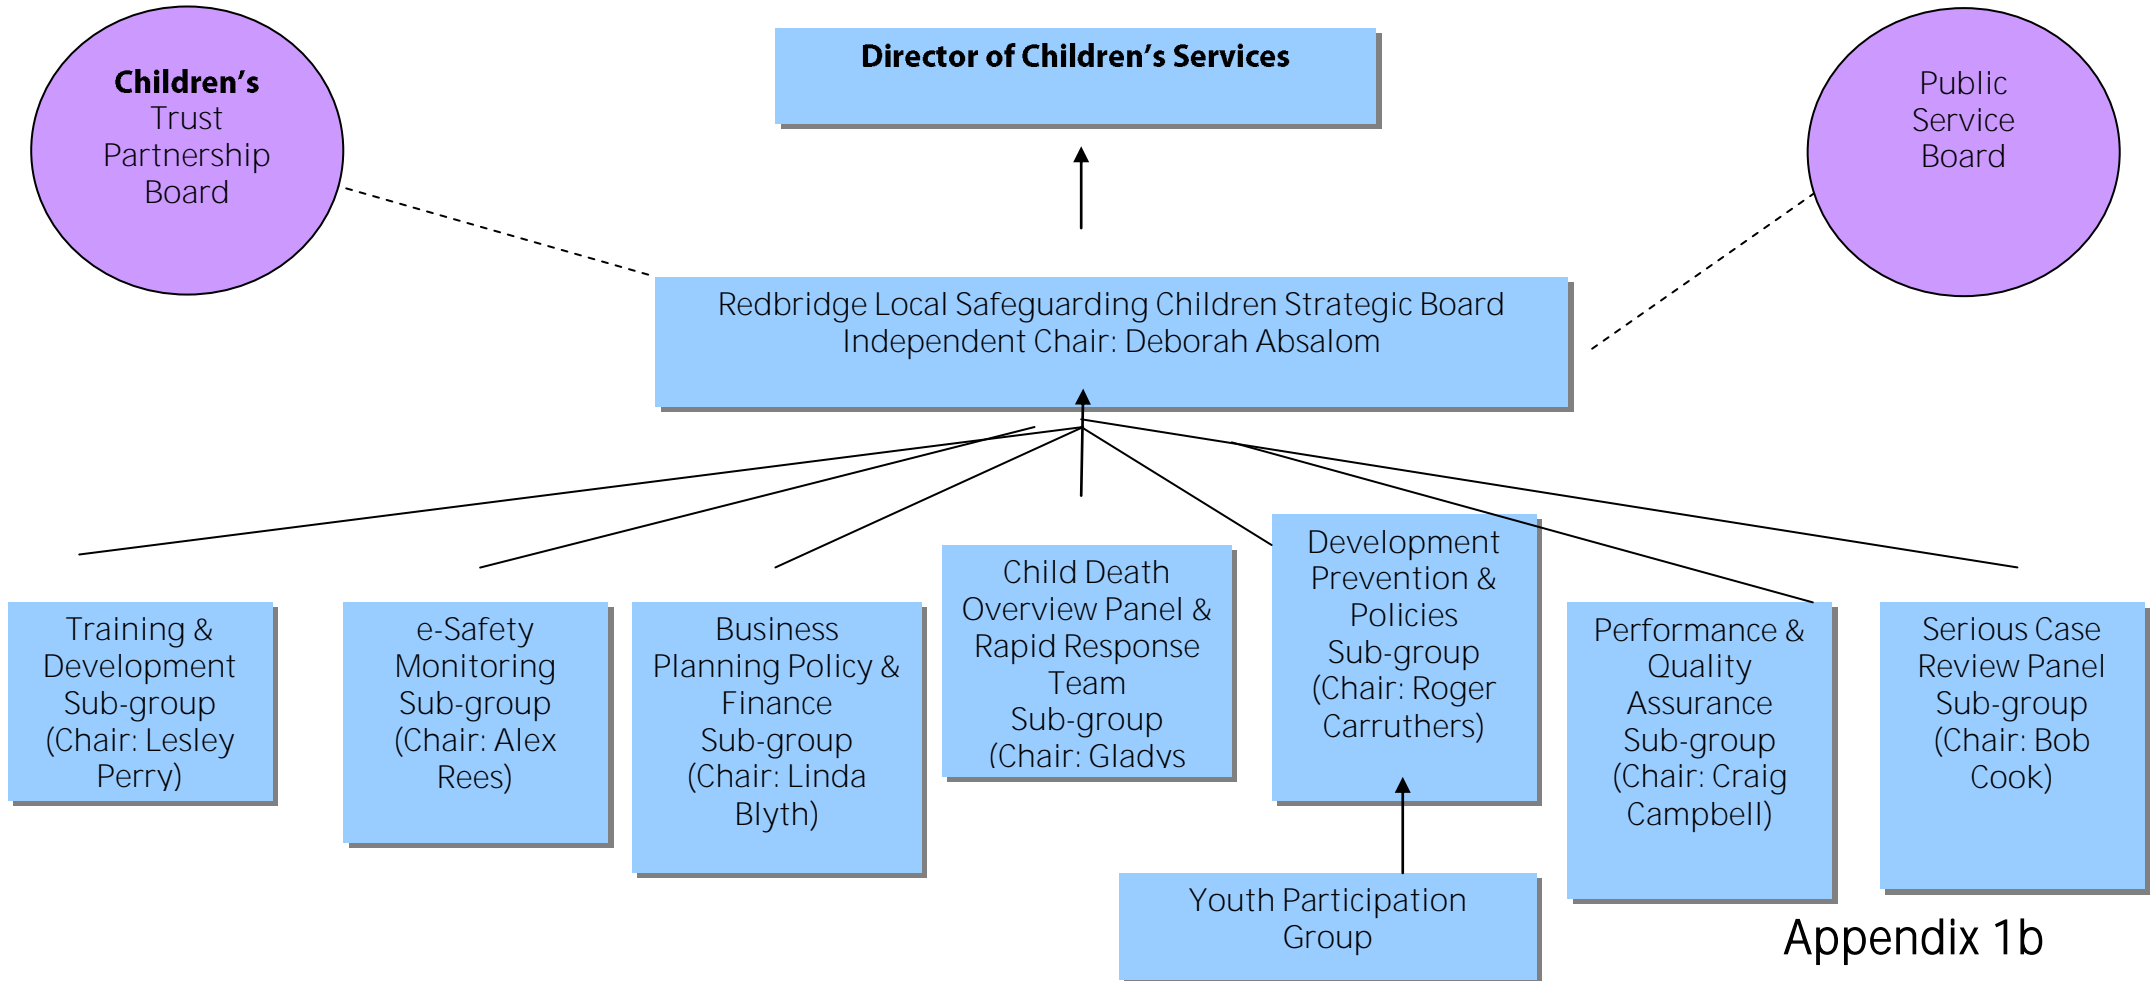 Children's
Trust
Partnership
Board
Director of Children's Services
Public
Service
Board
Redbridge Local Safeguarding Children Strategic Board
Independent Chair: Deborah Absalom
Training &
Development
Sub-group
(Chair: Lesley
Perry)
e-Safety
Monitoring
Sub-group
(Chair: Alex
Rees)
Business
Planning Policy &
Finance
Sub-group
(Chair: Linda
Blyth)
Child Death
Overview Panel &
Rapid Response
Team
Sub-group
(Chair: Gladys
Development
Prevention &
Policies
Sub-group
(Chair: Roger
Carruthers)
Performance &
Quality
Assurance
Sub-group
(Chair: Craig
Campbell)
Serious Case
Review Panel
Sub-group
(Chair: Bob
Cook)
Youth Participation
Group
Appendix 1b